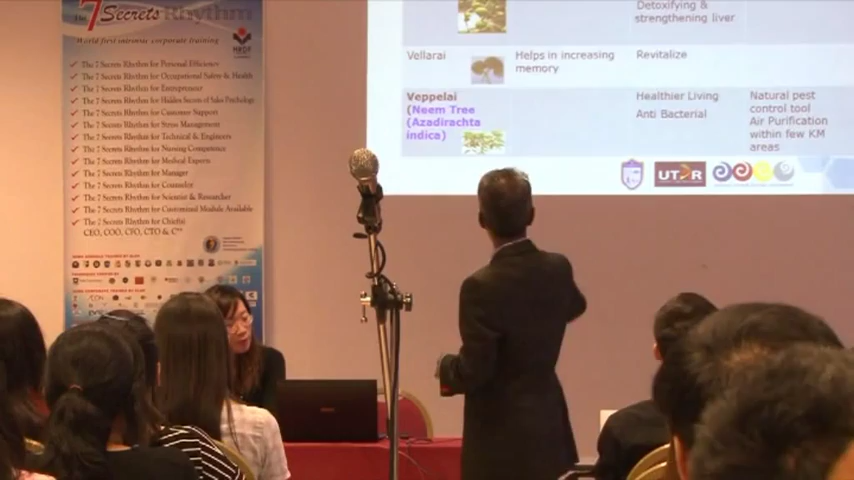 The 7 Secrets Rhythm
World first intrinsic corporate training
HRDF
The 7 Secrets Rhythm for Personal Efficiency
The 7 Secrets Rhythm for Occupational Safety & Health
The 7 Secrets Rhythm for Entrepreneur
The 7 Secrets Rhythm for Hidden Secrets of Sales Psychology
The 7 Secrets Rhythm for Customer Support
The 7 Secrets Rhythm for Stress Management
The 7 Secrets Rhythm for Technical & Engineers
The 7 Secrets Rhythm for Nursing Competence
The 7 Secrets Rhythm for Medical Experts
The 7 Secrets Rhythm for Manager
The 7 Secrets Rhythm for Counselor
The 7 Secrets Rhythm for Scientist & Researcher
The 7 Secrets Rhythm for Customized Module Available
The 7 Secrets Rhythm for Chiefs!
CEO, COO, CFO, CTO & C**
Detoxify &
strengthening liver
Vellarai
Helps in increasing
memory
Revitalize
Veppelai
(Neem Tree
(Azadirachta
indica)
Healthier Living
Anti Bacterial
Natural pest
control tool
Air Purification
within few KM
areas
UTAR